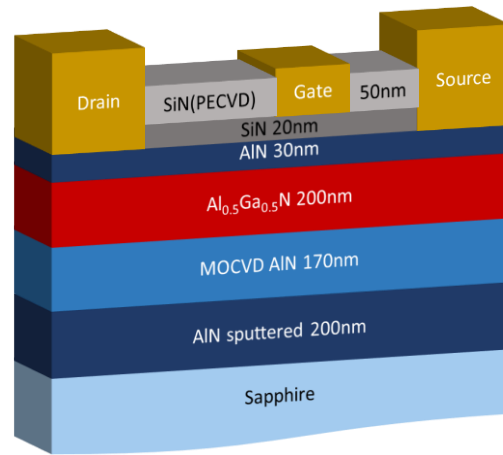 Drain
SiN(PECVD)
Gate
50nm
Source
SiN 20nm
AlN 30nm
Al₀.₅Ga₀.₅N 200nm
MOCVD AlN 170nm
AlN sputtered 200nm
Sapphire